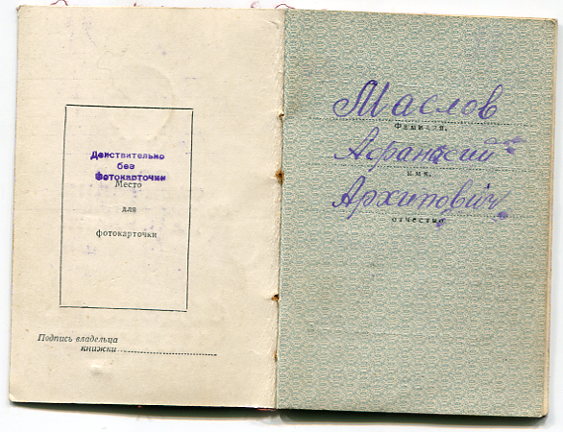 Действительно
без
фотокарточки
Место
для
фотокарточки
Подпись владельца
книжки
Маслов
Фамилия,
Афанасий
имя,
Архипович
отчество